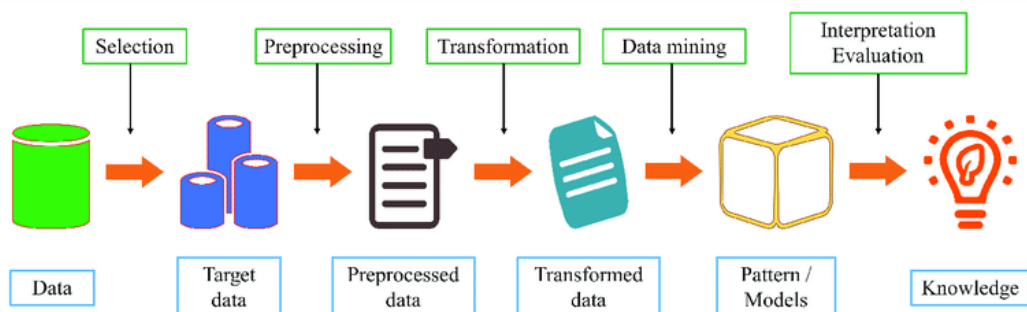 Selection
Preprocessing
Transformation
Data mining
Interpretation
Evaluation
Data
Target
data
Preprocessed
data
Transformed
data
Pattern /
Models
Knowledge